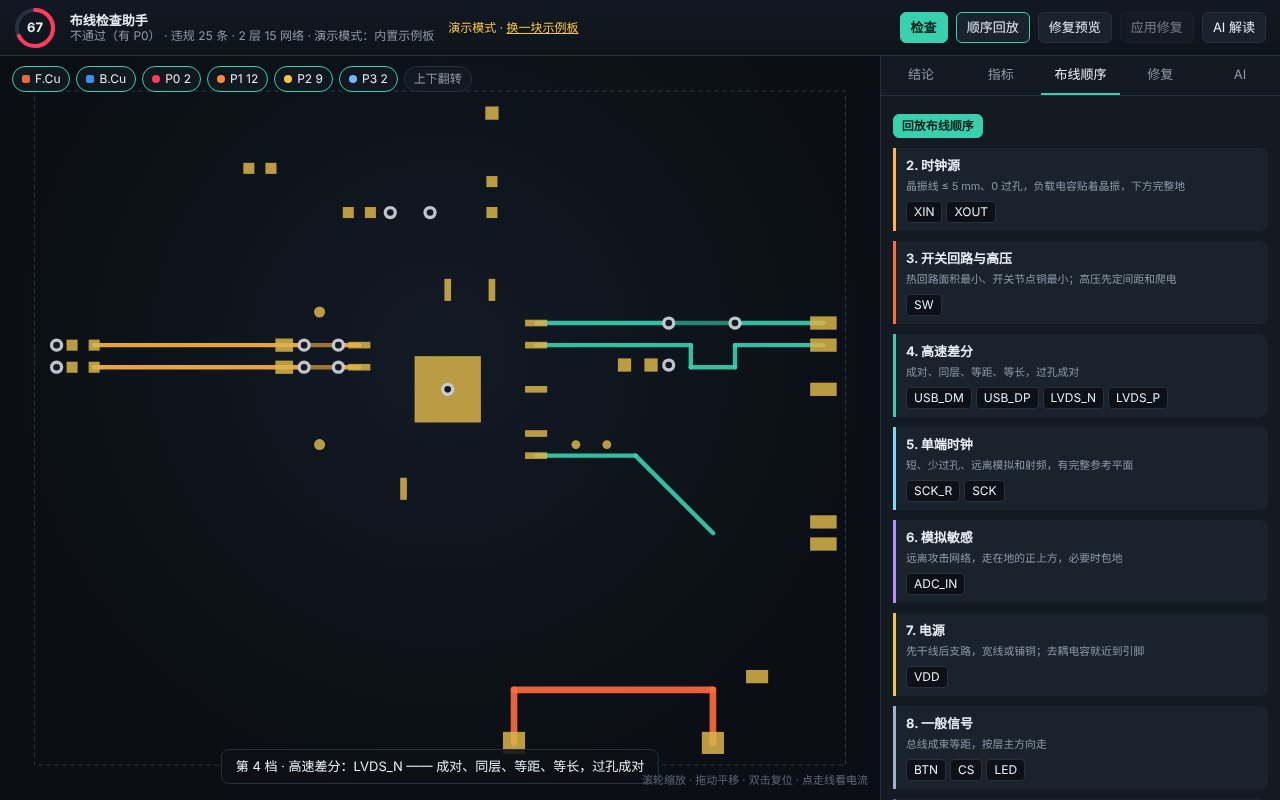 67
布线检查助手
不通过（有 P0）· 违规 25 条 · 2 层 15 网络 · 演示模式：内置示例板
演示模式 · 换一块示例板
检查
顺序回放
修复预览
应用修复
AI 解读
F.Cu
B.Cu
P0 2
P1 12
P2 9
P3 2
上下翻转
结论
指标
布线顺序
修复
AI
回放布线顺序
2. 时钟源
晶振线 ≤ 5 mm、0 过孔，负载电容贴着晶振，下方完整地
XIN
XOUT
3. 开关回路与高压
热回路面积最小、开关节点铜最小；高压先定间距和爬电
SW
4. 高速差分
成对、同层、等距、等长，过孔成对
USB_DM
USB_DP
LVDS_N
LVDS_P
5. 单端时钟
短、少过孔、远离模拟和射频，有完整参考平面
SCK_R
SCK
6. 模拟敏感
远离攻击网络，走在地的正上方，必要时包地
ADC_IN
7. 电源
先干线后支路，宽线或铺铜；去耦电容就近到引脚
VDD
8. 一般信号
总线成束等距，按层主方向走
BTN
CS
LED
第 4 档 · 高速差分：LVDS_N —— 成对、同层、等距、等长，过孔成对
滚轮缩放 · 拖动平移 · 双击复位 · 点走线看电流